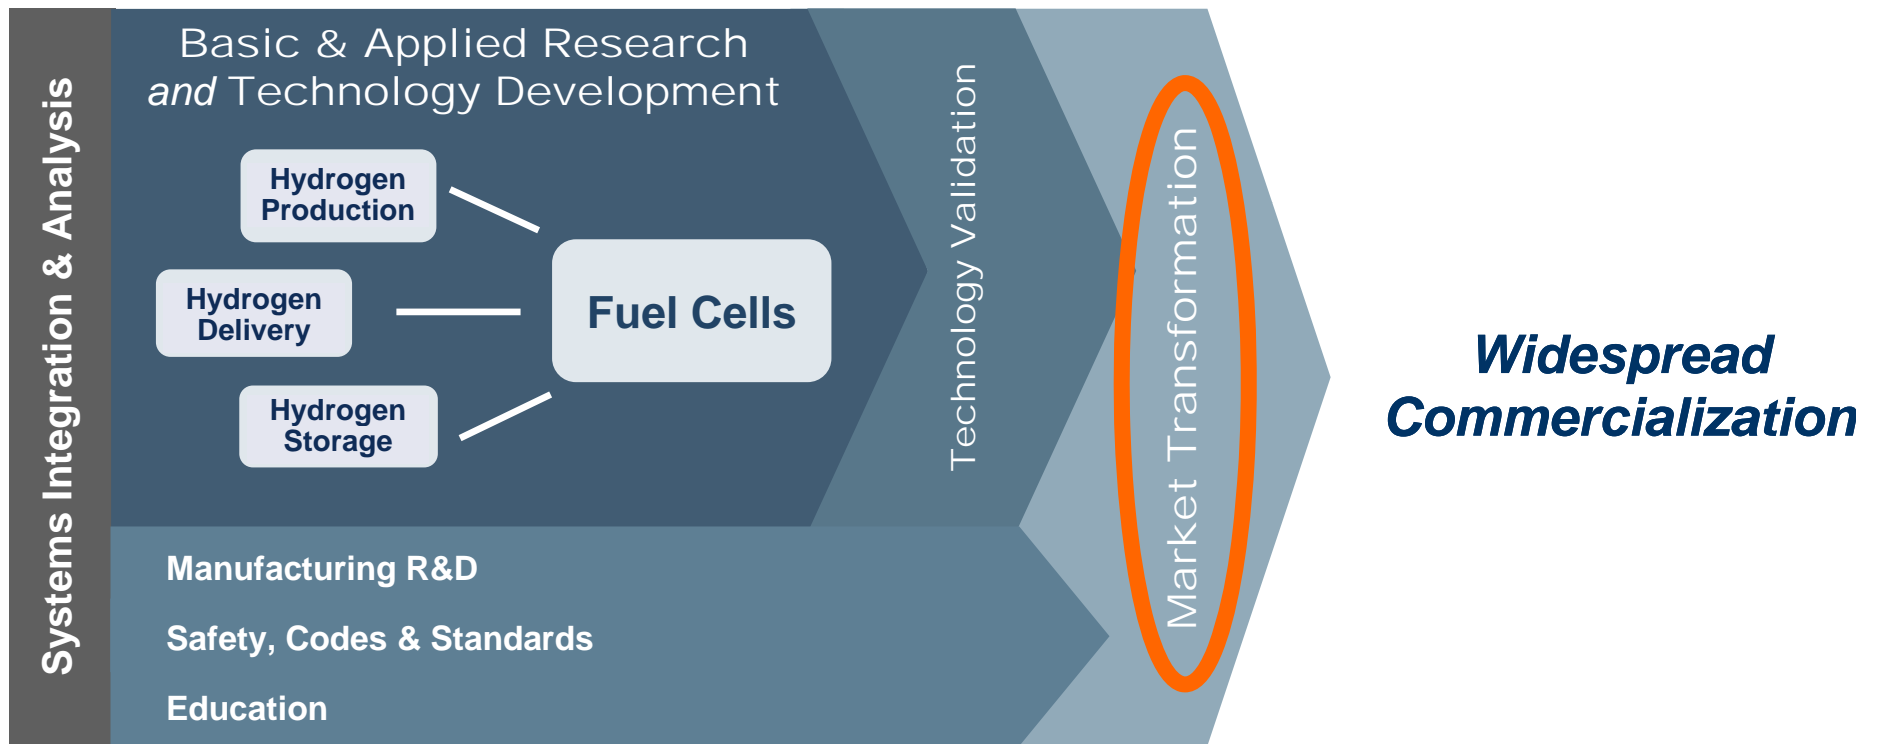 Systems Integration & Analysis
Basic & Applied Research
and Technology Development
Hydrogen
Production
Hydrogen
Delivery
Hydrogen
Storage
Fuel Cells
Technology Validation
Market Transformation
Widespread
Commercialization
Manufacturing R&D
Safety, Codes & Standards
Education